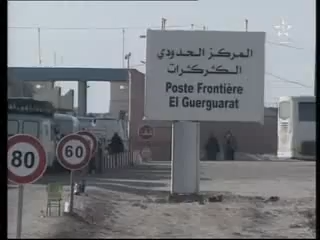 المركز الحدودي
الكركرات
Poste Frontière
El Guerguarat
80
60